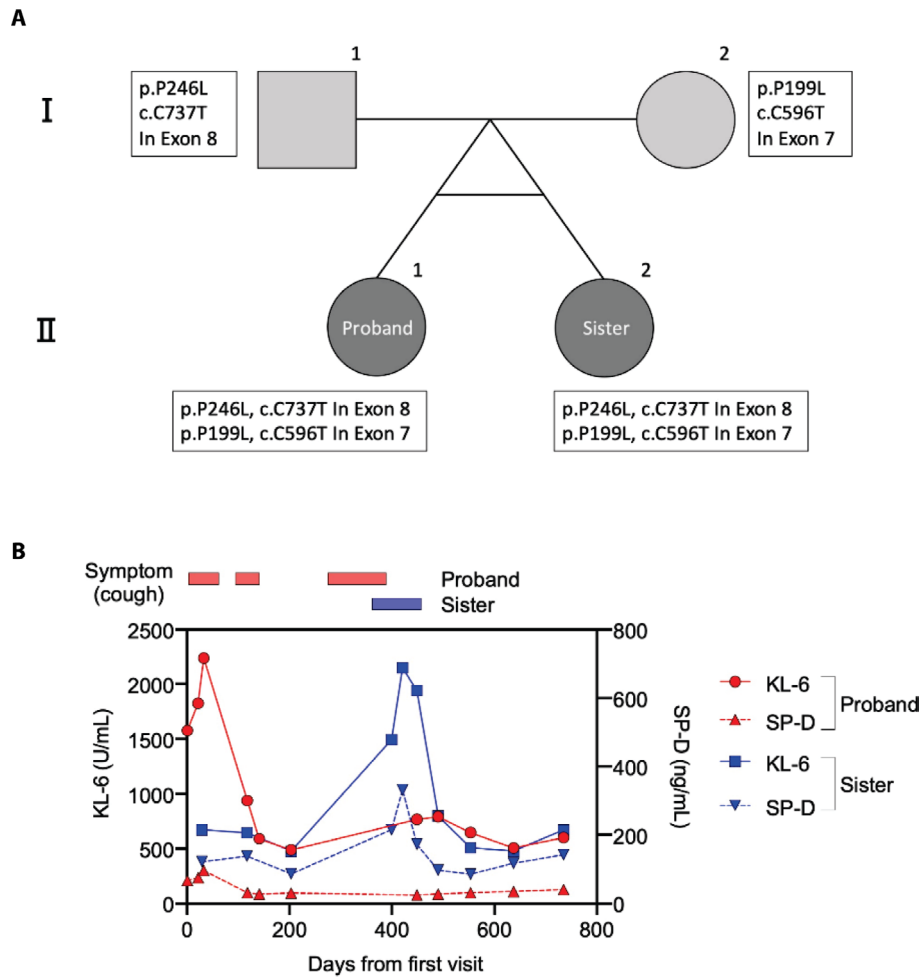 A
1
2
I
p.P246L
c.C737T
In Exon 8
p.P199L
c.C596T
In Exon 7
1
2
II
Proband
Sister
p.P246L, c.C737T In Exon 8
p.P199L, c.C596T In Exon 7
p.P246L, c.C737T In Exon 8
p.P199L, c.C596T In Exon 7
B
Symptom
(cough)
Proband
Sister
2500
2000
1500
1000
500
0
KL-6 (U/mL)
800
600
400
200
0
SP-D (ng/mL)
0 200 400 600 800
Days from first visit
KL-6
SP-D
Proband
KL-6
SP-D
Sister